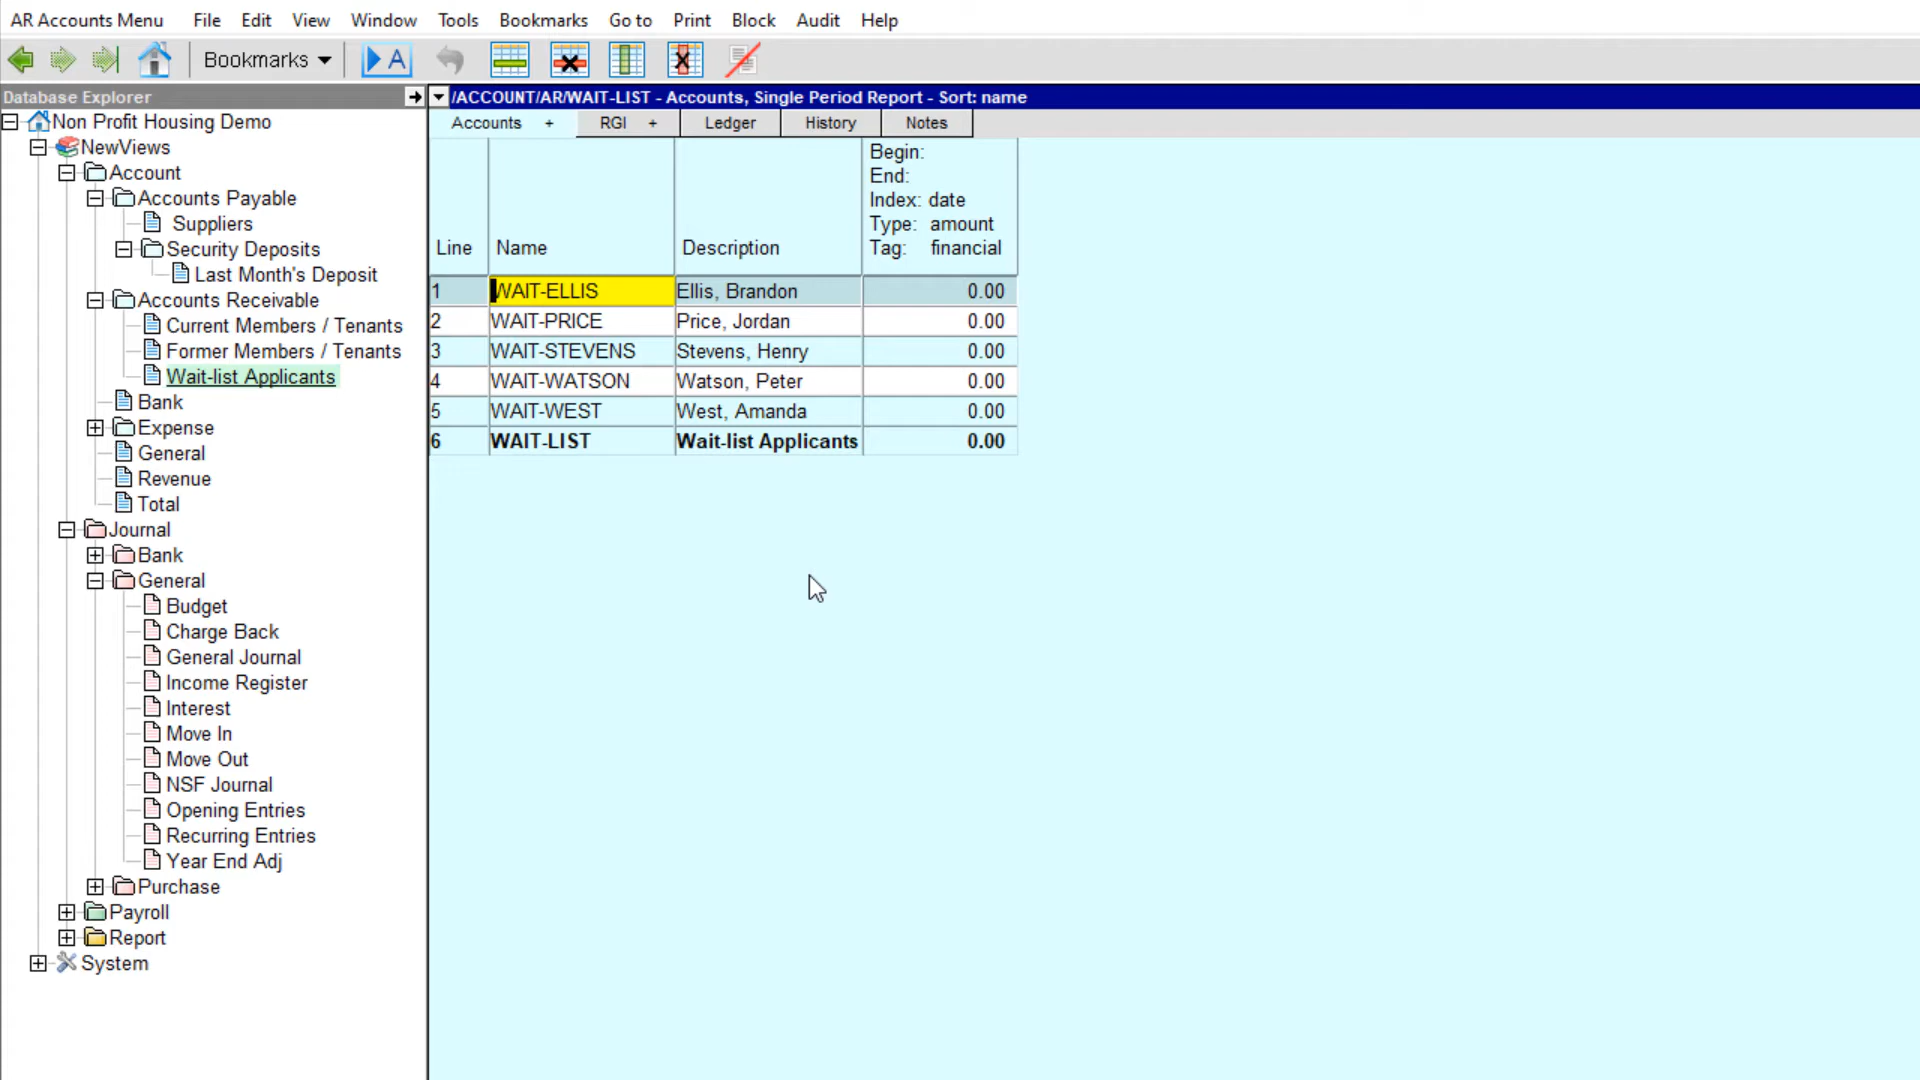 AR Accounts Menu File Edit View Window Tools Bookmarks Go to Print Block Audit Help
Bookmarks A
Database Explorer
Non Profit Housing Demo
NewViews
Account
Accounts Payable
Suppliers
Security Deposits
Last Month's Deposit
Accounts Receivable
Current Members / Tenants
Former Members / Tenants
Wait-list Applicants
Bank
Expense
General
Revenue
Total
Journal
Bank
General
Budget
Charge Back
General Journal
Income Register
Interest
Move In
Move Out
NSF Journal
Opening Entries
Recurring Entries
Year End Adj
Purchase
Payroll
Report
System
/ACCOUNT/AR/WAIT-LIST - Accounts, Single Period Report - Sort: name
Accounts + RGI + Ledger History Notes
Begin:
End:
Index: date
Type: amount
Line Name Description Tag: financial
1 WAIT-ELLIS Ellis, Brandon 0.00
2 WAIT-PRICE Price, Jordan 0.00
3 WAIT-STEVENS Stevens, Henry 0.00
4 WAIT-WATSON Watson, Peter 0.00
5 WAIT-WEST West, Amanda 0.00
6 WAIT-LIST Wait-list Applicants 0.00